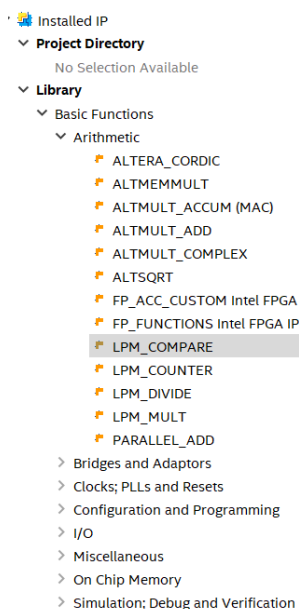 Installed IP
Project Directory
No Selection Available
Library
Basic Functions
Arithmetic
ALTERA_CORDIC
ALTMEMMULT
ALTMULT_ACCUM (MAC)
ALTMULT_ADD
ALTMULT_COMPLEX
ALTSQRT
FP_ACC_CUSTOM Intel FPGA
FP_FUNCTIONS Intel FPGA IP
LPM_COMPARE
LPM_COUNTER
LPM_DIVIDE
LPM_MULT
PARALLEL_ADD
Bridges and Adaptors
Clocks; PLLs and Resets
Configuration and Programming
I/O
Miscellaneous
On Chip Memory
Simulation; Debug and Verification